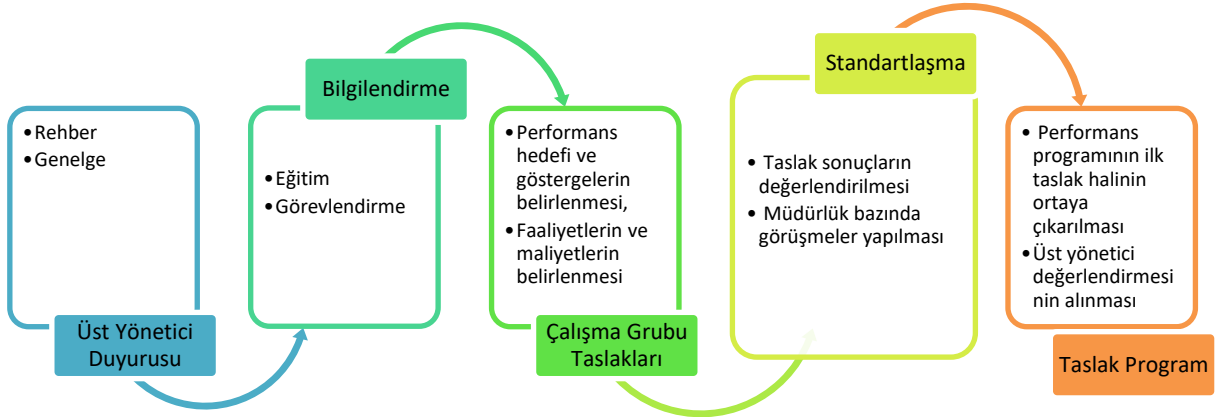 • Rehber
• Genelge
Üst Yönetici
Duyurusu
Bilgilendirme
• Eğitim
• Görevlendirme
• Performans
hedefi ve
göstergelerin
belirlenmesi,
• Faaliyetlerin ve
maliyetlerin
belirlenmesi
Çalışma Grubu
Taslakları
Standartlaşma
• Taslak sonuçların
değerlendirilmesi
• Müdürlük bazında
görüşmeler yapılması
• Performans
programının ilk
taslak halinin
ortaya
çıkarılması
• Üst yönetici
değerlendirmesi
nin alınması
Taslak Program